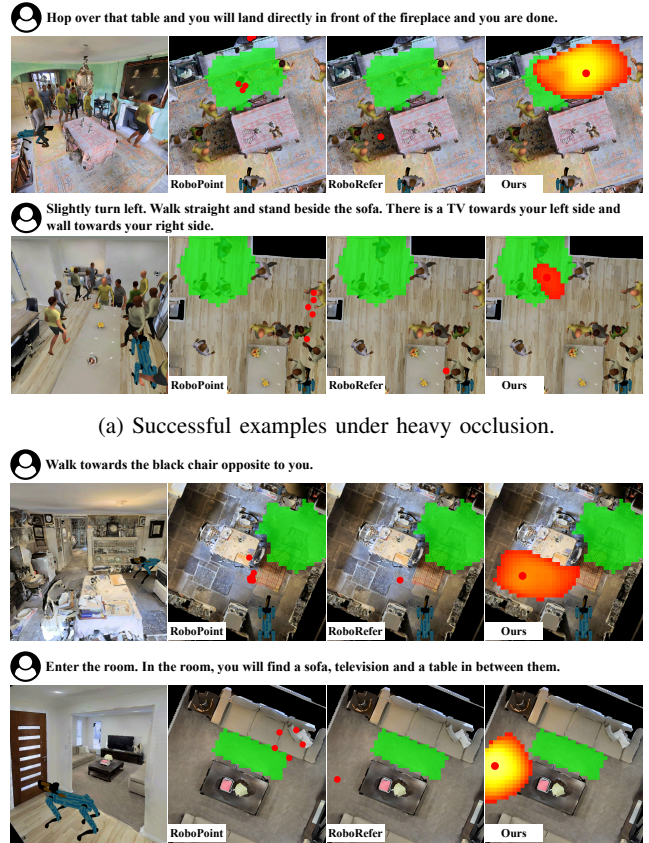 Hop over that table and you will land directly in front of the fireplace and you are done.
RoboPoint
RoboRefer
Ours
Slightly turn left. Walk straight and stand beside the sofa. There is a TV towards your left side and
wall towards your right side.
RoboPoint
RoboRefer
Ours
(a) Successful examples under heavy occlusion.
Walk towards the black chair opposite to you.
RoboPoint
RoboRefer
Ours
Enter the room. In the room, you will find a sofa, television and a table in between them.
RoboPoint
RoboRefer
Ours